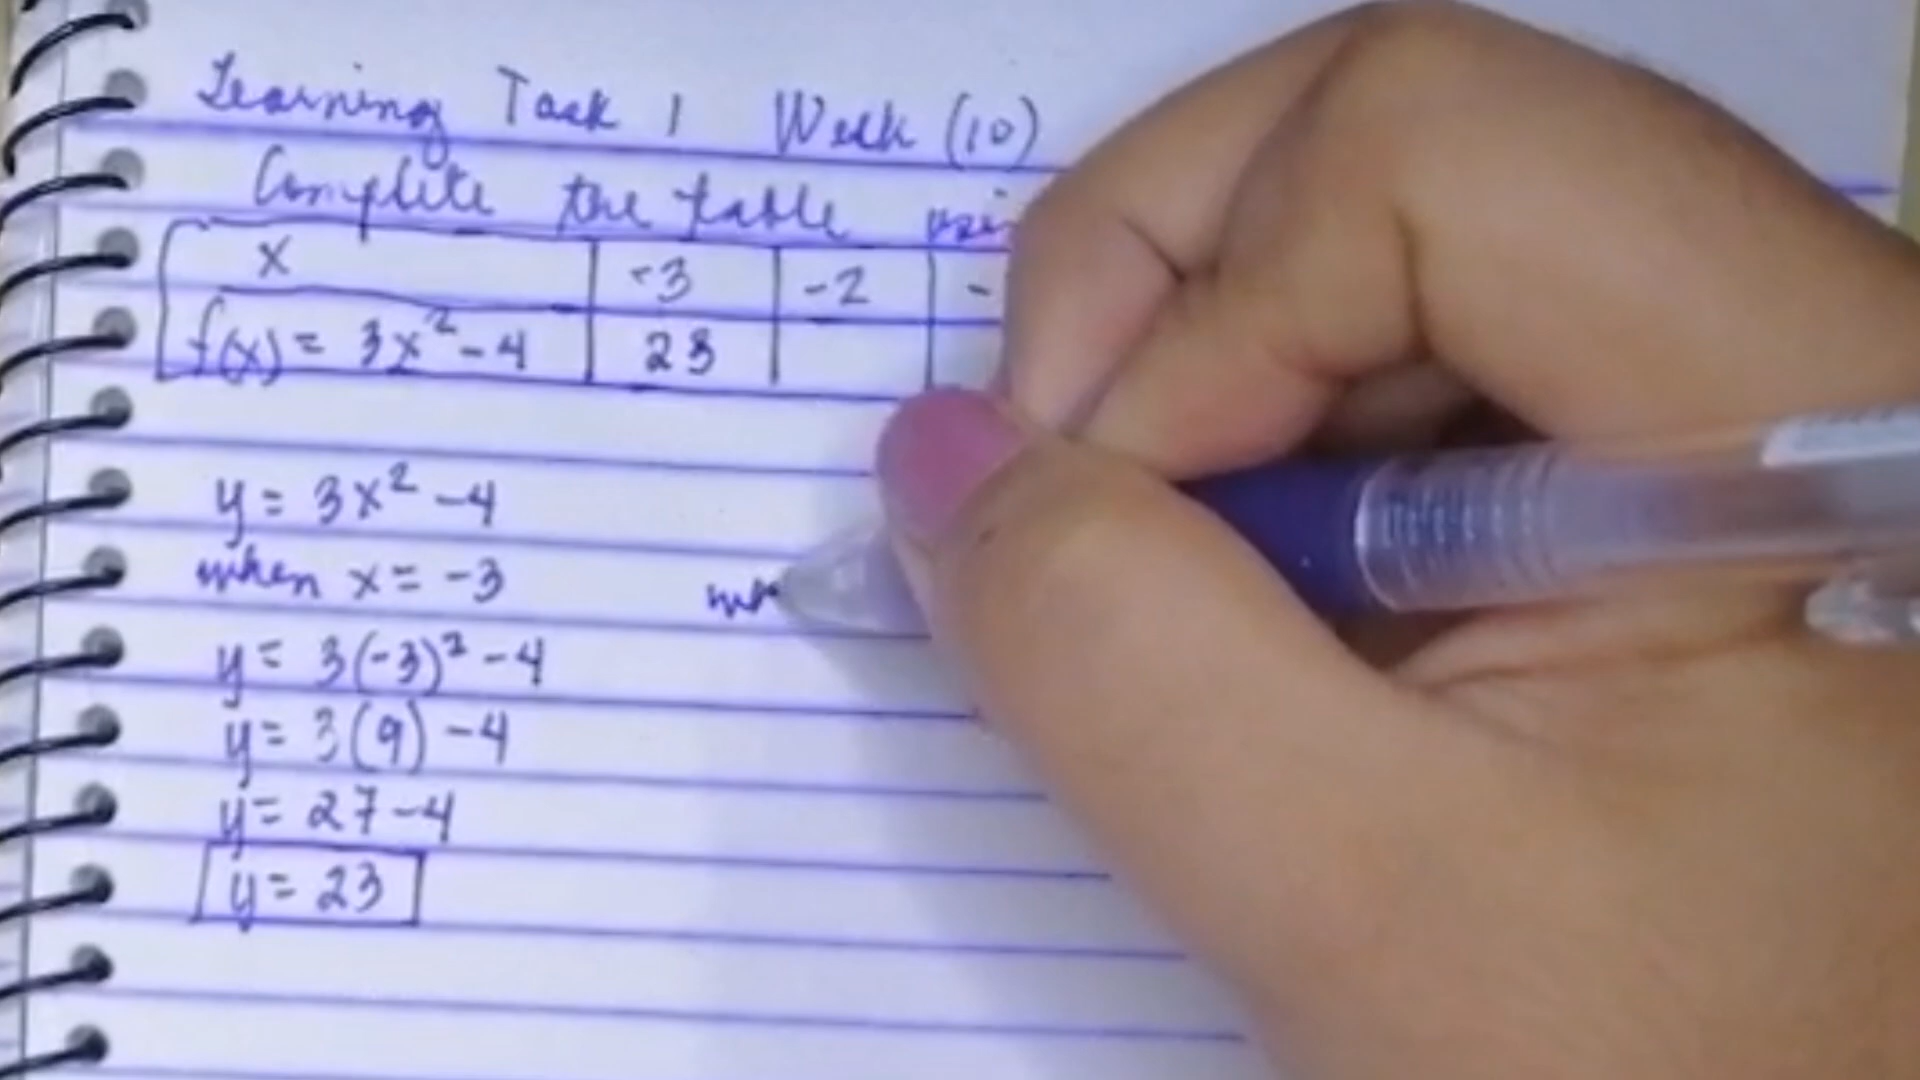 Learning Task 1 Week (10)
Complete the table
x -3 -2 -
f(x) = 3x² - 4 23
y = 3x² - 4
when x = -3
y = 3(-3)² - 4
y = 3(9) - 4
y = 27 - 4
y = 23